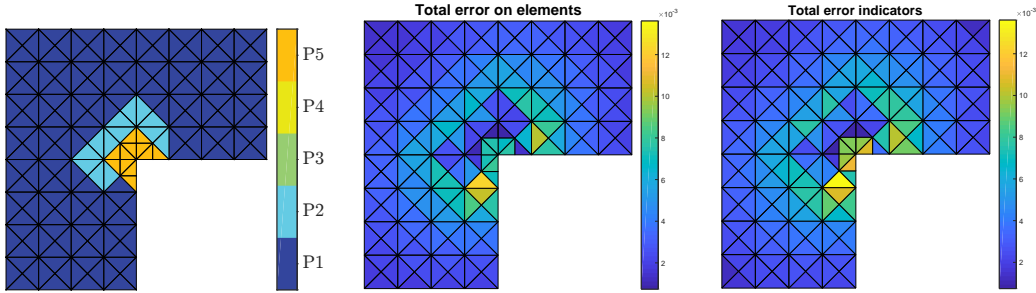 P5
P4
P3
P2
P1
Total error on elements
×10⁻³
12
10
8
6
4
2
Total error indicators
×10⁻³
12
10
8
6
4
2